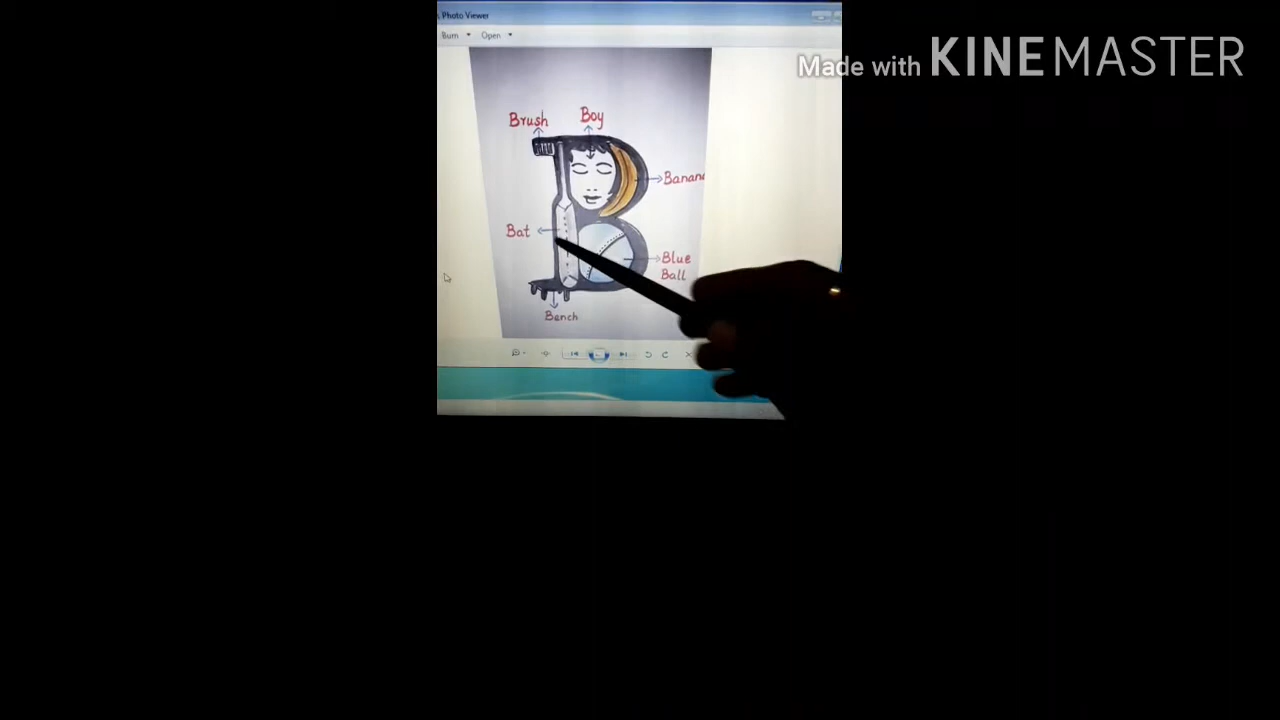 Photo Viewer
Burn Open
Made with KINEMASTER
Brush Boy
Banana
Bat
Blue
Ball
Bench